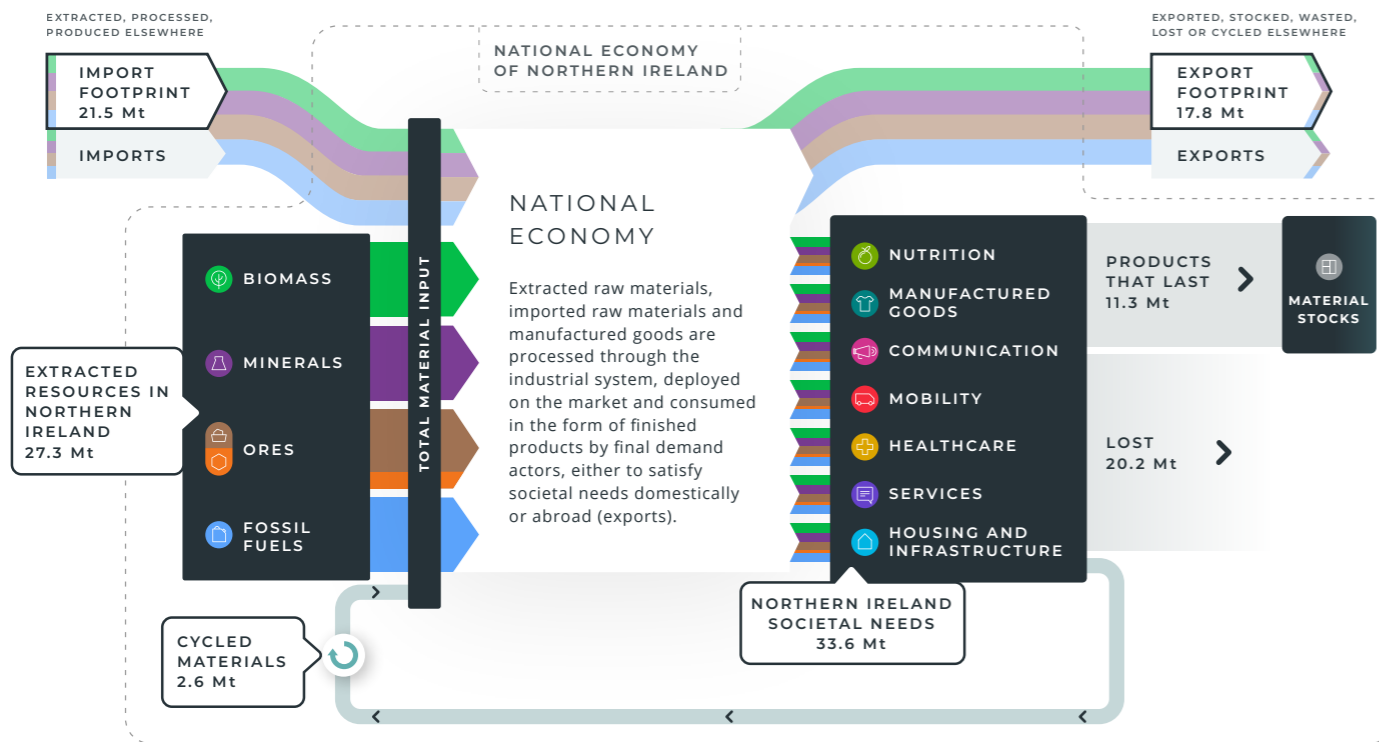 EXTRACTED, PROCESSED,
PRODUCED ELSEWHERE
IMPORT
FOOTPRINT
21.5 Mt
IMPORTS
NATIONAL ECONOMY
OF NORTHERN IRELAND
EXPORTED, STOCKED, WASTED,
LOST OR CYCLED ELSEWHERE
EXPORT
FOOTPRINT
17.8 Mt
EXPORTS
EXTRACTED
RESOURCES IN
NORTHERN
IRELAND
27.3 Mt
BIOMASS
MINERALS
ORES
FOSSIL
FUELS
TOTAL MATERIAL INPUT
NATIONAL
ECONOMY
Extracted raw materials,
imported raw materials and
manufactured goods are
processed through the
industrial system, deployed
on the market and consumed
in the form of finished
products by final demand
actors, either to satisfy
societal needs domestically
or abroad (exports).
NUTRITION
MANUFACTURED
GOODS
COMMUNICATION
MOBILITY
HEALTHCARE
SERVICES
HOUSING AND
INFRASTRUCTURE
PRODUCTS
THAT LAST
11.3 Mt
MATERIAL
STOCKS
LOST
20.2 Mt
NORTHERN IRELAND
SOCIETAL NEEDS
33.6 Mt
CYCLED
MATERIALS
2.6 Mt